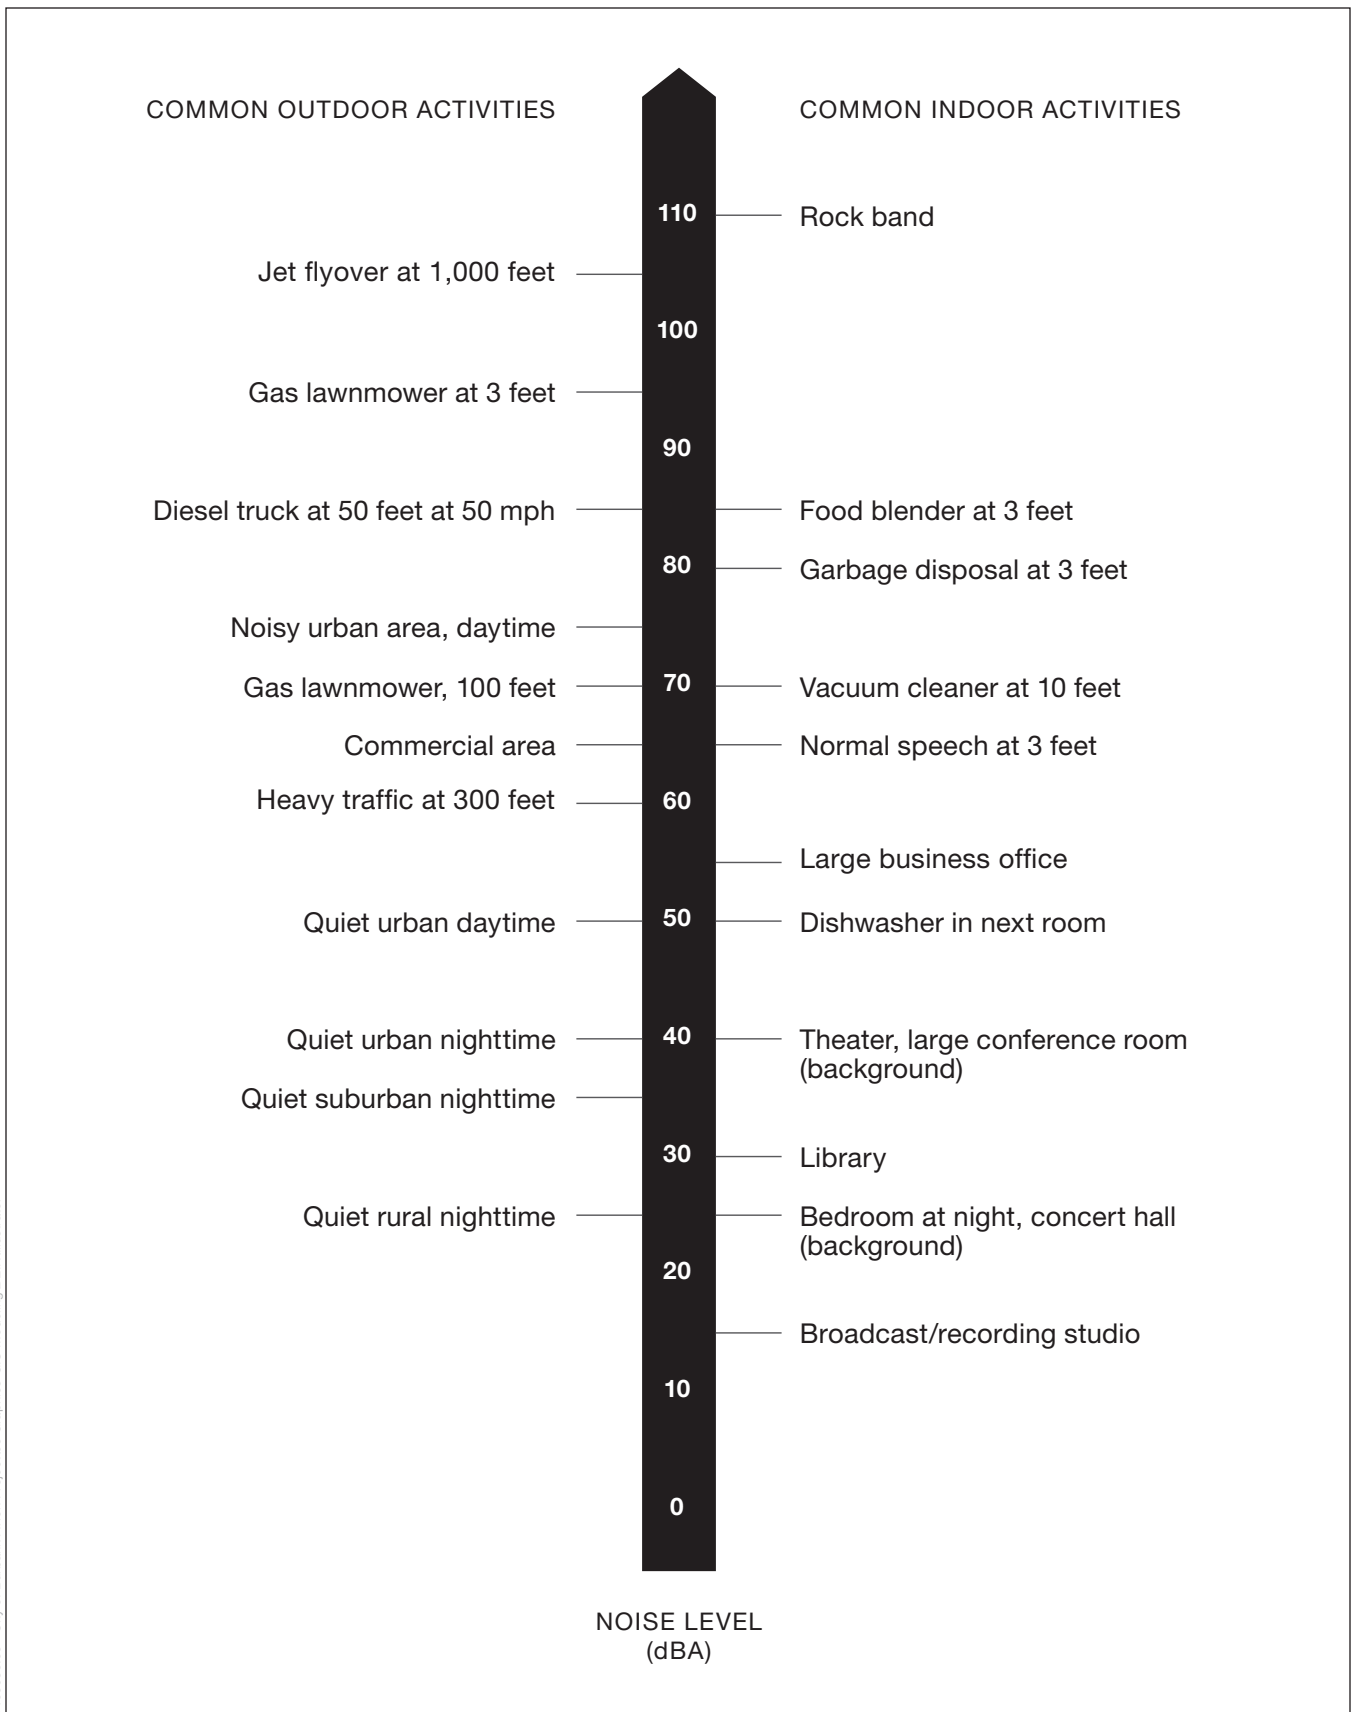 COMMON OUTDOOR ACTIVITIES
COMMON INDOOR ACTIVITIES
110
Rock band
Jet flyover at 1,000 feet
100
Gas lawnmower at 3 feet
90
Diesel truck at 50 feet at 50 mph
Food blender at 3 feet
80
Garbage disposal at 3 feet
Noisy urban area, daytime
Gas lawnmower, 100 feet
70
Vacuum cleaner at 10 feet
Commercial area
Normal speech at 3 feet
Heavy traffic at 300 feet
60
Large business office
Quiet urban daytime
50
Dishwasher in next room
Quiet urban nighttime
40
Theater, large conference room
(background)
Quiet suburban nighttime
30
Library
Quiet rural nighttime
Bedroom at night, concert hall
(background)
20
Broadcast/recording studio
10
0
NOISE LEVEL
(dBA)